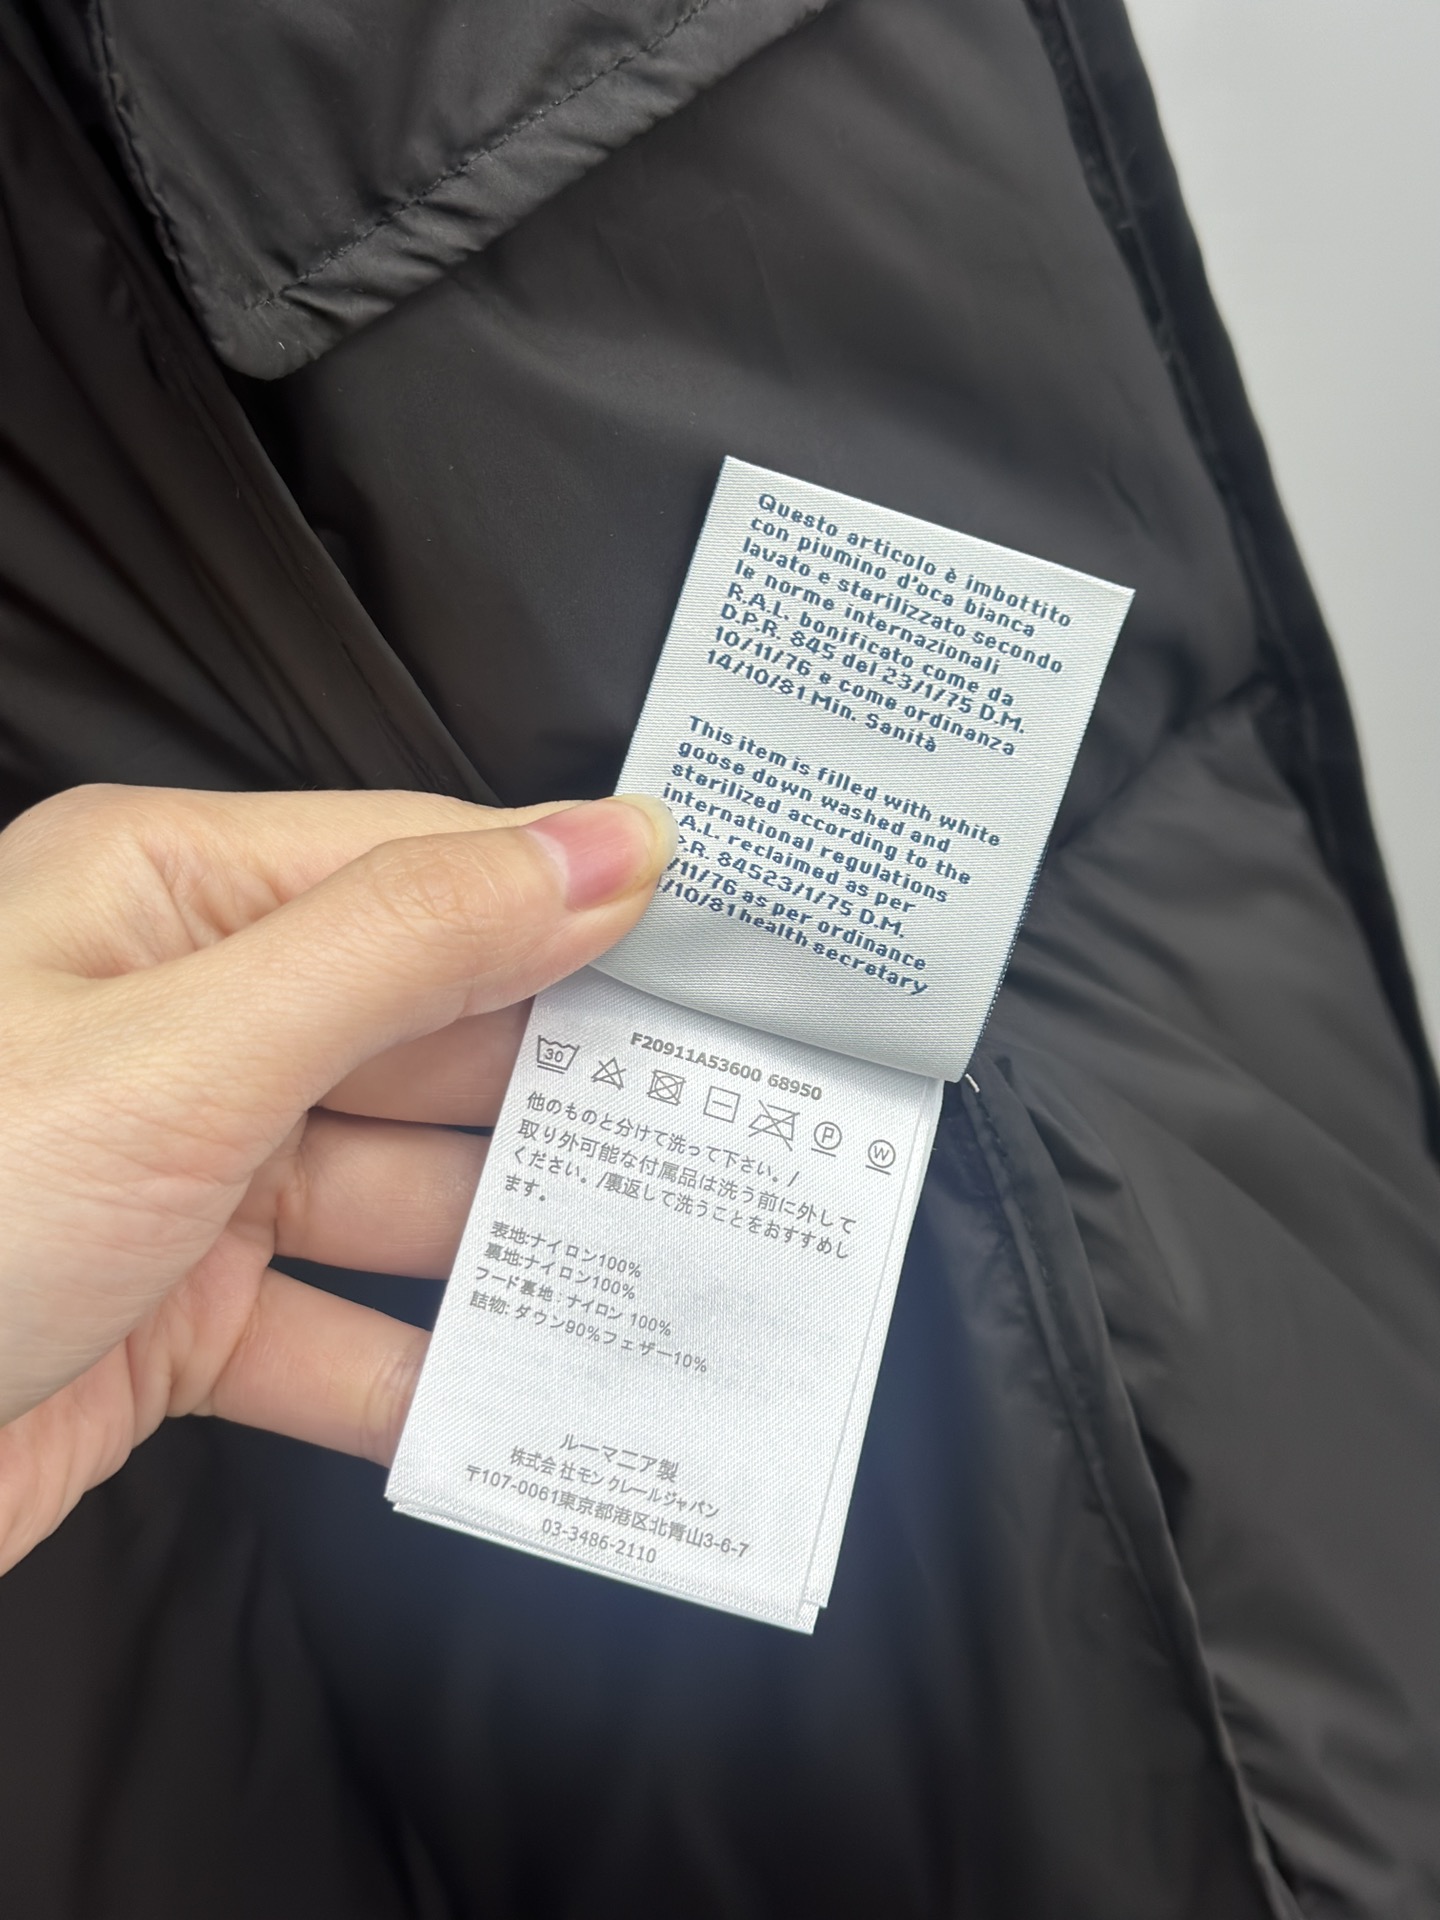 Questo articolo è imbottito
con piumino d'oca bianca
lavato e sterilizzato secondo
le norme internazionali
R.A.L. bonificato come da
D.P.R. 845 del 23/1/75 D.M.
10/11/76 e come ordinanza
14/10/81 Min. Sanità
This item is filled with white
goose down washed and
sterilized according to the
international regulations
.A.L. reclaimed as per
.R. 84523/1/75 D.M.
/11/76 as per ordinance
/10/81 health secretary
F20911A53600 68950
30
P
W
他のものと分けて洗って下さい。/
取り外可能な付属品は洗う前に外して
ください。/裏返して洗うことをおすすめし
ます。
表地:ナイロン100%
裏地:ナイロン100%
フード裏地:ナイロン 100%
詰物: ダウン90%フェザー10%
ルーマニア製
株式会社モンクレールジャパン
〒107-0061東京都港区北青山3-6-7
03-3486-2110